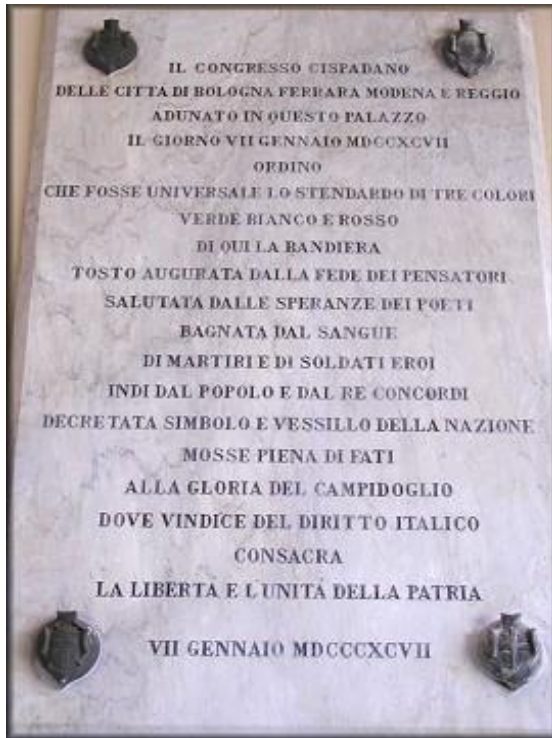 IL CONGRESSO CISPADANO
DELLE CITTÀ DI BOLOGNA FERRARA MODENA E REGGIO
ADUNATO IN QUESTO PALAZZO
IL GIORNO VII GENNAIO MDCCXCVII
ORDINÒ
CHE FOSSE UNIVERSALE LO STENDARDO DI TRE COLORI
VERDE BIANCO E ROSSO
DI QUI LA BANDIERA
TOSTO AUGURATA DALLA FEDE DEI PENSATORI
SALUTATA DALLE SPERANZE DEI POETI
BAGNATA DAL SANGUE
DI MARTIRI E DI SOLDATI EROI
INDI DAL POPOLO E DAL RE CONCORDI
DECRETATA SIMBOLO E VESSILLO DELLA NAZIONE
MOSSE PIENA DI FATI
ALLA GLORIA DEL CAMPIDOGLIO
DOVE VINDICE DEL DIRITTO ITALICO
CONSACRA
LA LIBERTÀ E L'UNITÀ DELLA PATRIA
VII GENNAIO MDCCCXCVII